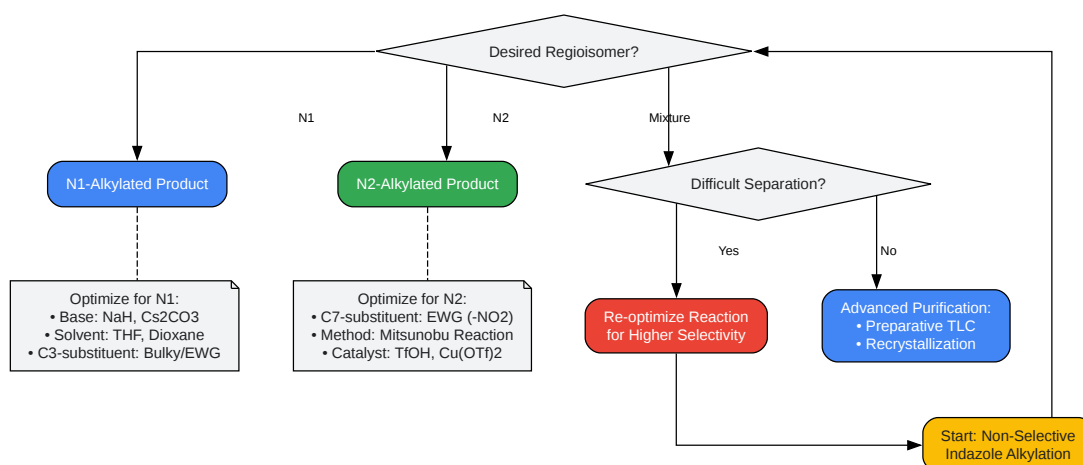 Desired Regioisomer?
N1
N2
Mixture
N1-Alkylated Product
N2-Alkylated Product
Difficult Separation?
Yes
No
Optimize for N1:
• Base: NaH, Cs2CO3
• Solvent: THF, Dioxane
• C3-substituent: Bulky/EWG
Optimize for N2:
• C7-substituent: EWG (-NO2)
• Method: Mitsunobu Reaction
• Catalyst: TfOH, Cu(OTf)2
Re-optimize Reaction
for Higher Selectivity
Advanced Purification:
• Preparative TLC
• Recrystallization
Start: Non-Selective
Indazole Alkylation